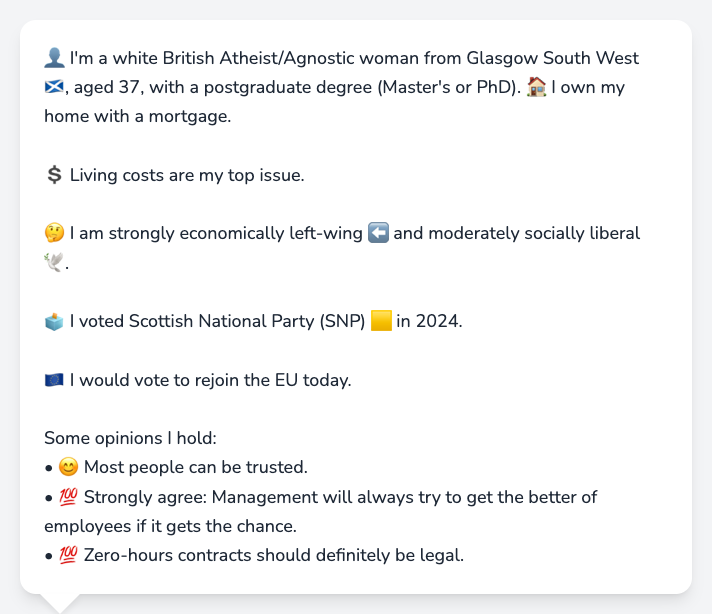 👤 I'm a white British Atheist/Agnostic woman from Glasgow South West
🏴󠁧󠁢󠁳󠁣󠁴󠁿, aged 37, with a postgraduate degree (Master's or PhD). 🏠 I own my
home with a mortgage.
💲 Living costs are my top issue.
🤔 I am strongly economically left-wing ⬅️ and moderately socially liberal
🕊️.
🗳️ I voted Scottish National Party (SNP) 🟨 in 2024.
🇪🇺 I would vote to rejoin the EU today.
Some opinions I hold:
• 😊 Most people can be trusted.
• 💯 Strongly agree: Management will always try to get the better of
employees if it gets the chance.
• 💯 Zero-hours contracts should definitely be legal.